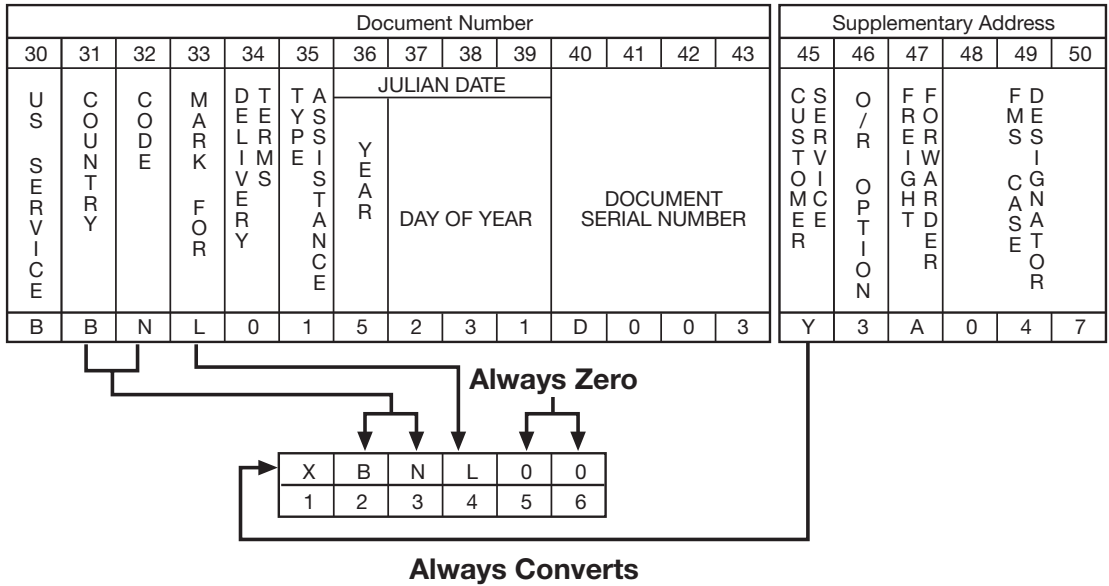 Document Number
Supplementary Address
30 31 32 33 34 35 36 37 38 39 40 41 42 43 45 46 47 48 49 50
US SERVICE
COUNTRY
CODE
MARK FOR
DELIVERY
TERMS
TYPE
ASSISTANCE
JULIAN DATE
YEAR
DAY OF YEAR
DOCUMENT
SERIAL NUMBER
CUSTOMER
SERVICE
O/R OPTION
FREIGHT
FORWARDER
FMS CASE
DESIGNATOR
B B N L 0 1 5 2 3 1 D 0 0 3 Y 3 A 0 4 7
Always Zero
X B N L 0 0
1 2 3 4 5 6
Always Converts